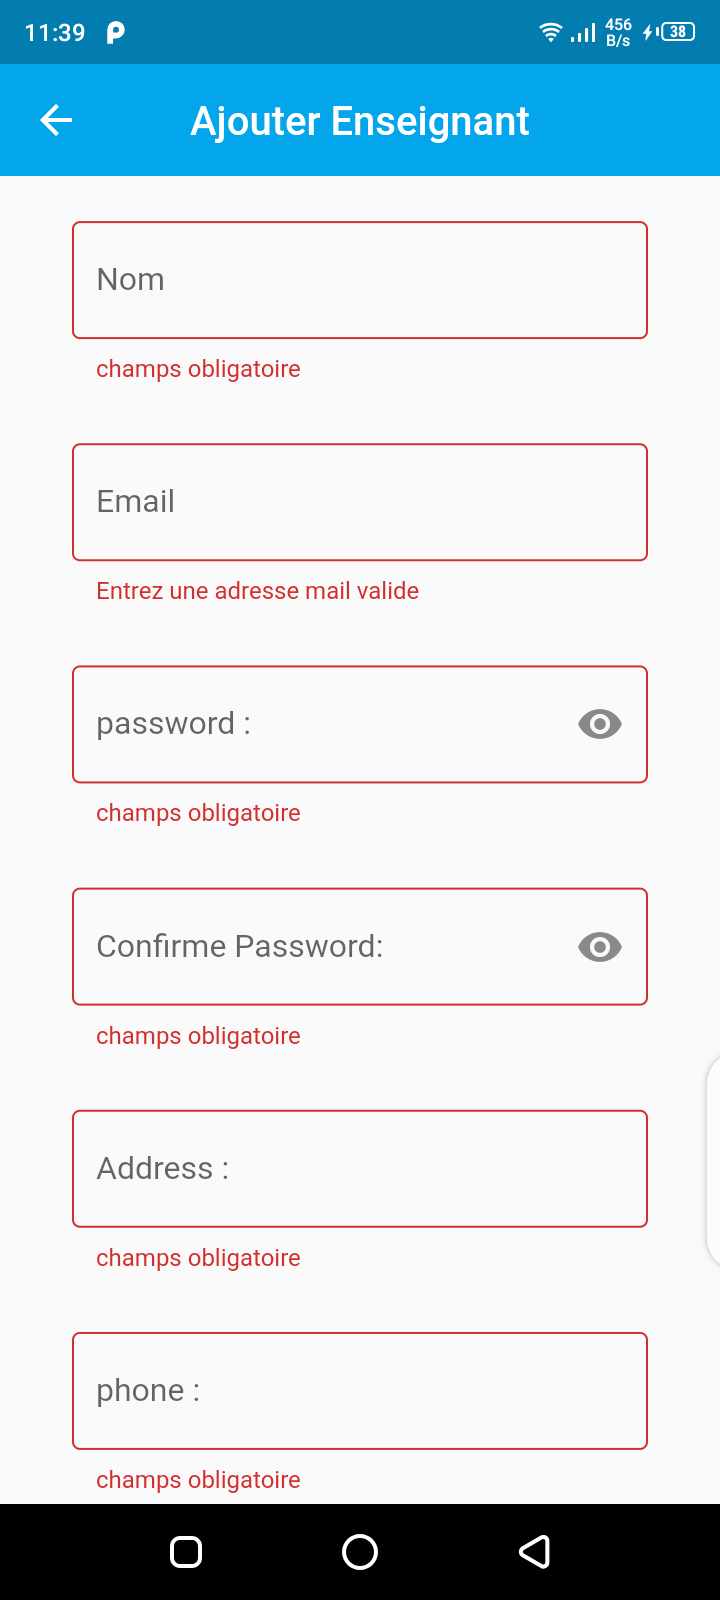 11:39
456
B/s
38
Ajouter Enseignant
Nom
champs obligatoire
Email
Entrez une adresse mail valide
password :
champs obligatoire
Confirme Password:
champs obligatoire
Address :
champs obligatoire
phone :
champs obligatoire